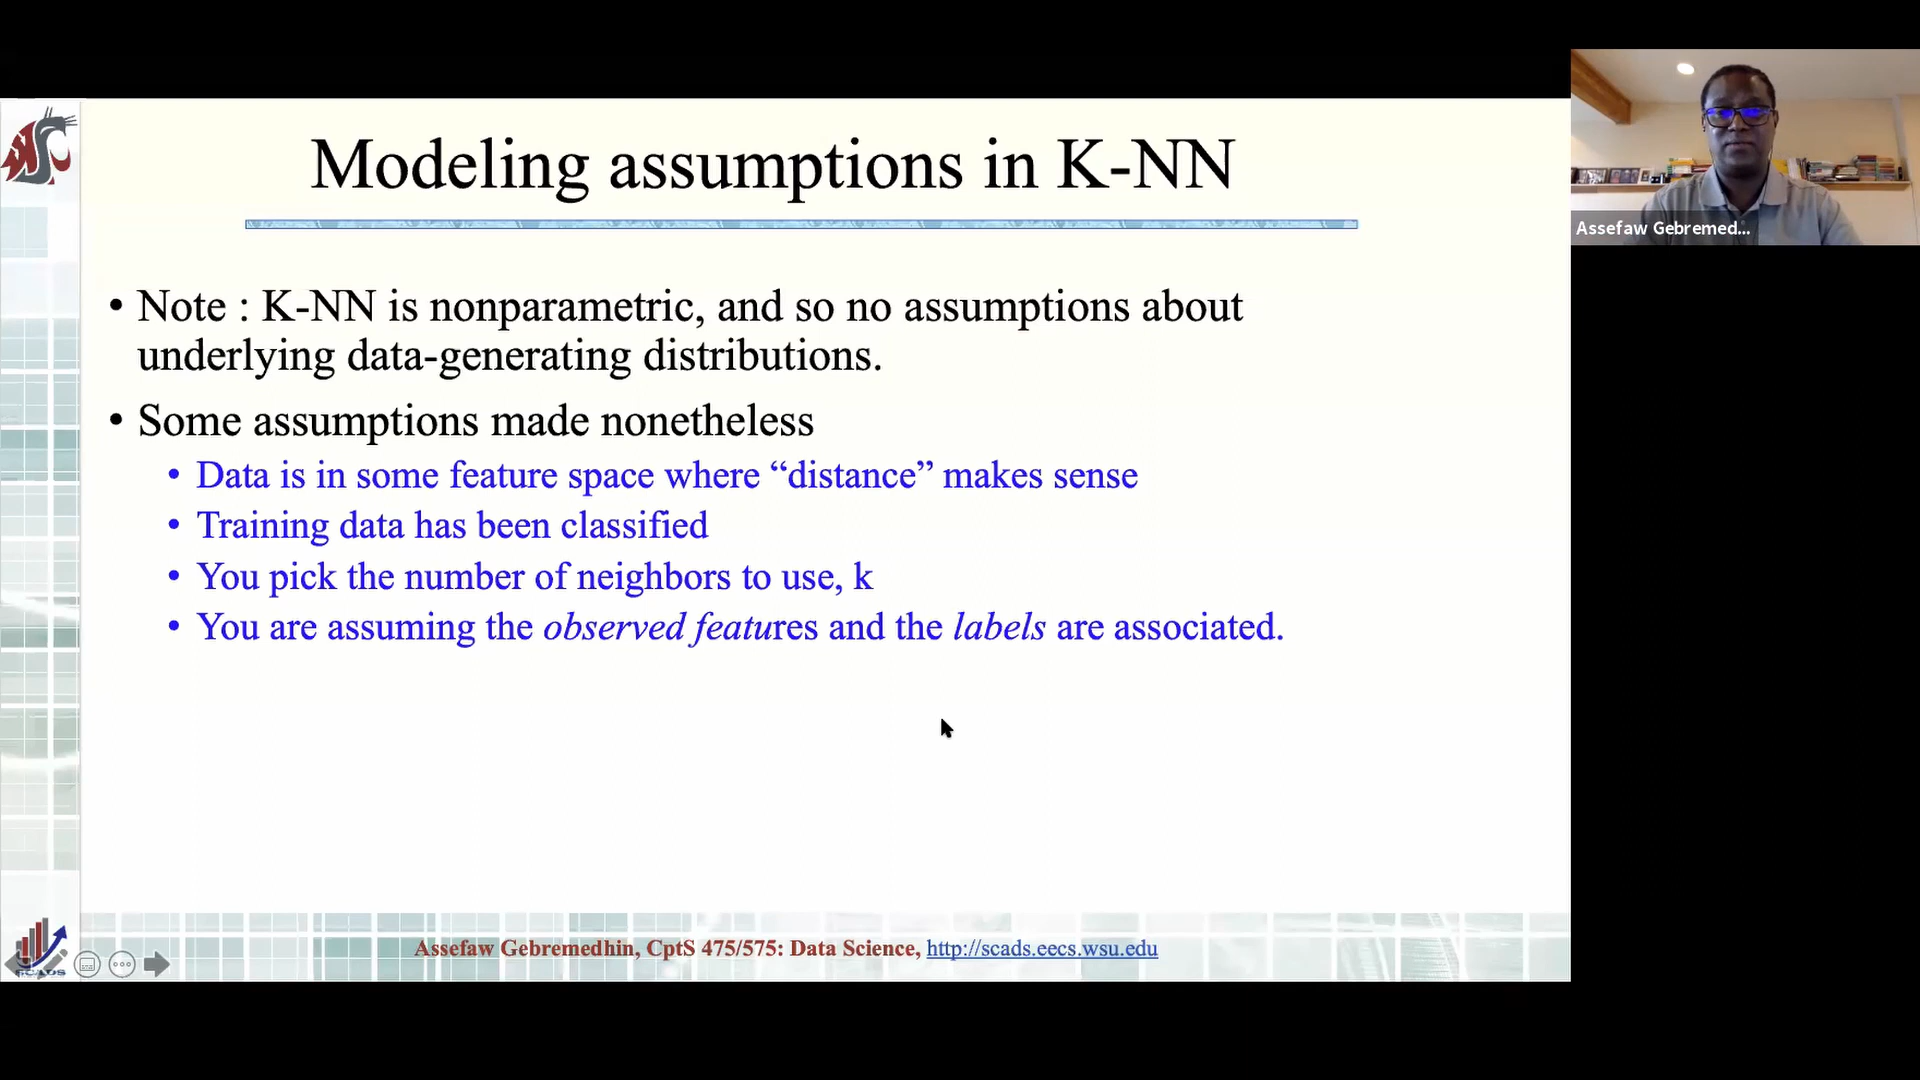 Modeling assumptions in K-NN
• Note : K-NN is nonparametric, and so no assumptions about
underlying data-generating distributions.
• Some assumptions made nonetheless
• Data is in some feature space where “distance” makes sense
• Training data has been classified
• You pick the number of neighbors to use, k
• You are assuming the observed features and the labels are associated.
Assefaw Gebremedhin, CptS 475/575: Data Science, http://scads.eecs.wsu.edu
Assefaw Gebremed...